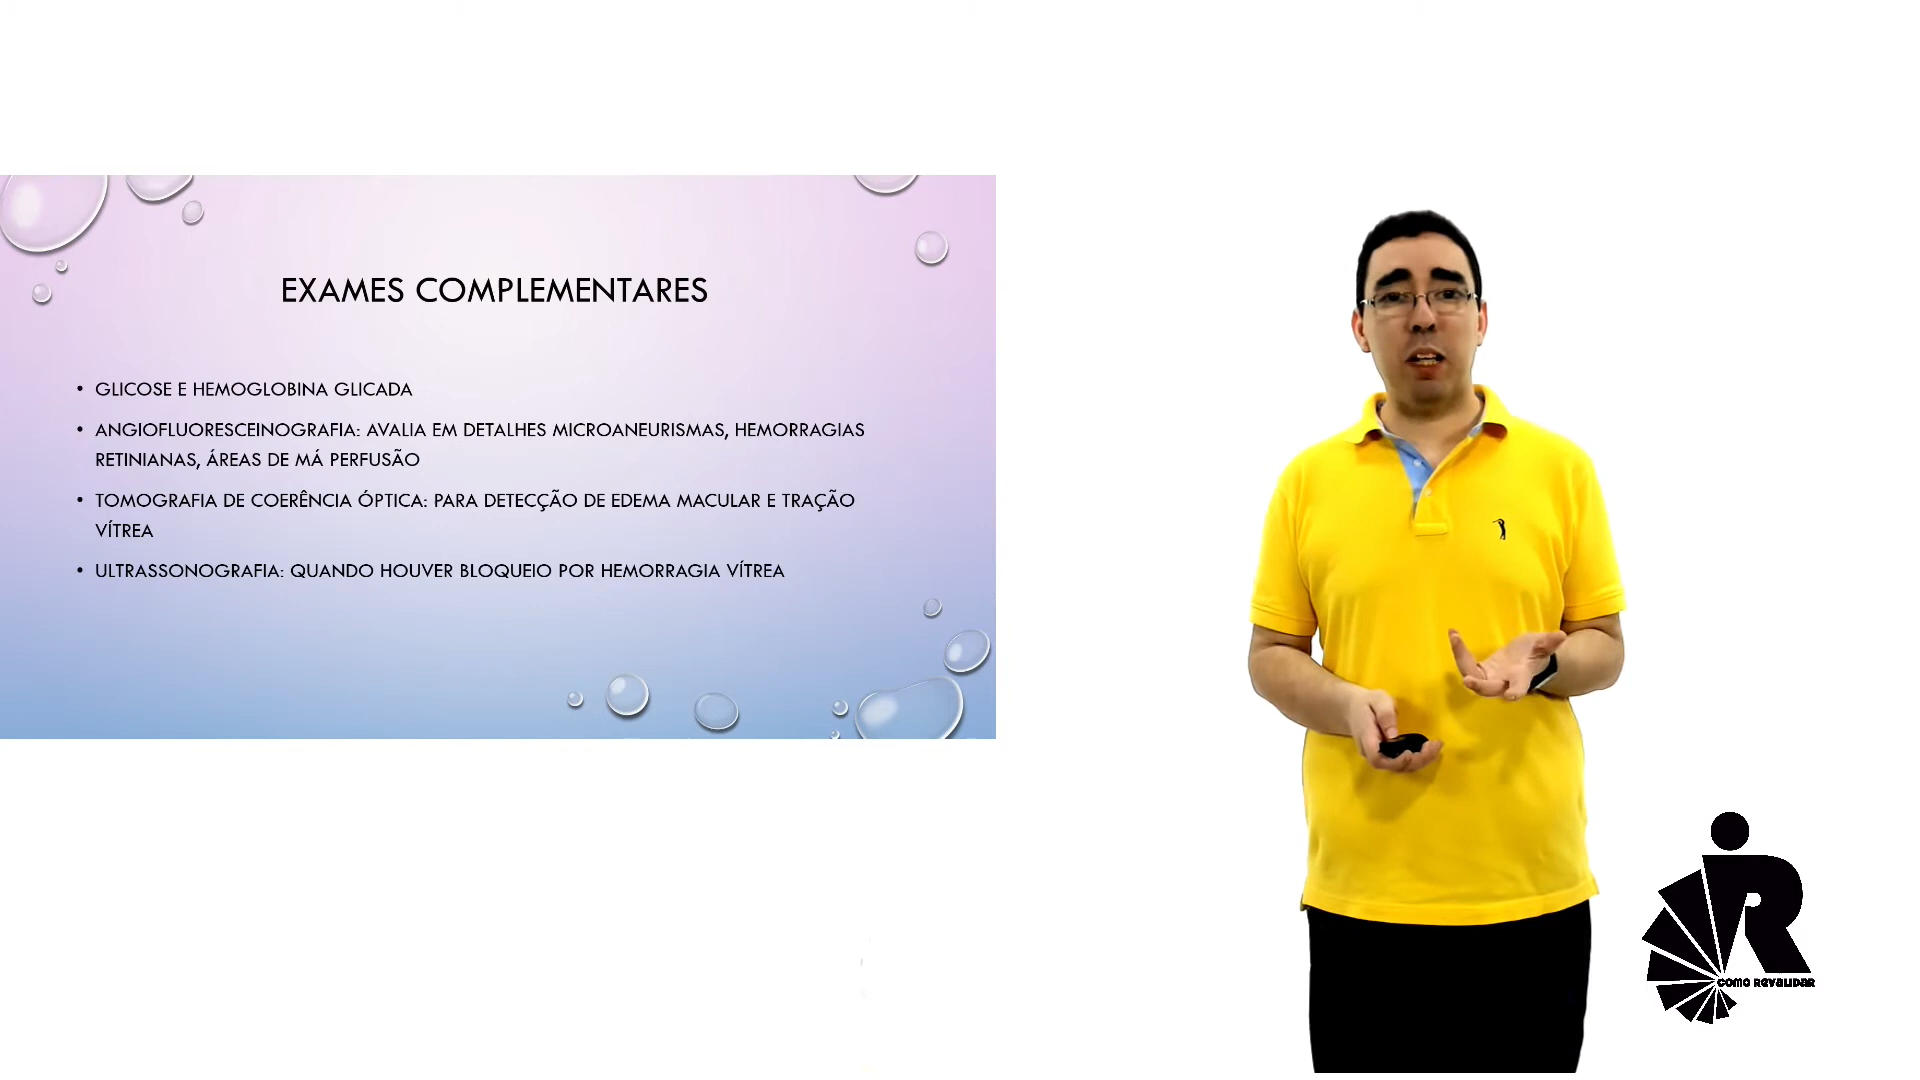 EXAMES COMPLEMENTARES
• GLICOSE E HEMOGLOBINA GLICADA
• ANGIOFLUORESCEINOGRAFIA: AVALIA EM DETALHES MICROANEURISMAS, HEMORRAGIAS
RETINIANAS, ÁREAS DE MÁ PERFUSÃO
• TOMOGRAFIA DE COERÊNCIA ÓPTICA: PARA DETECÇÃO DE EDEMA MACULAR E TRAÇÃO
VÍTREA
• ULTRASSONOGRAFIA: QUANDO HOUVER BLOQUEIO POR HEMORRAGIA VÍTREA
R
COMO REVALIDAR